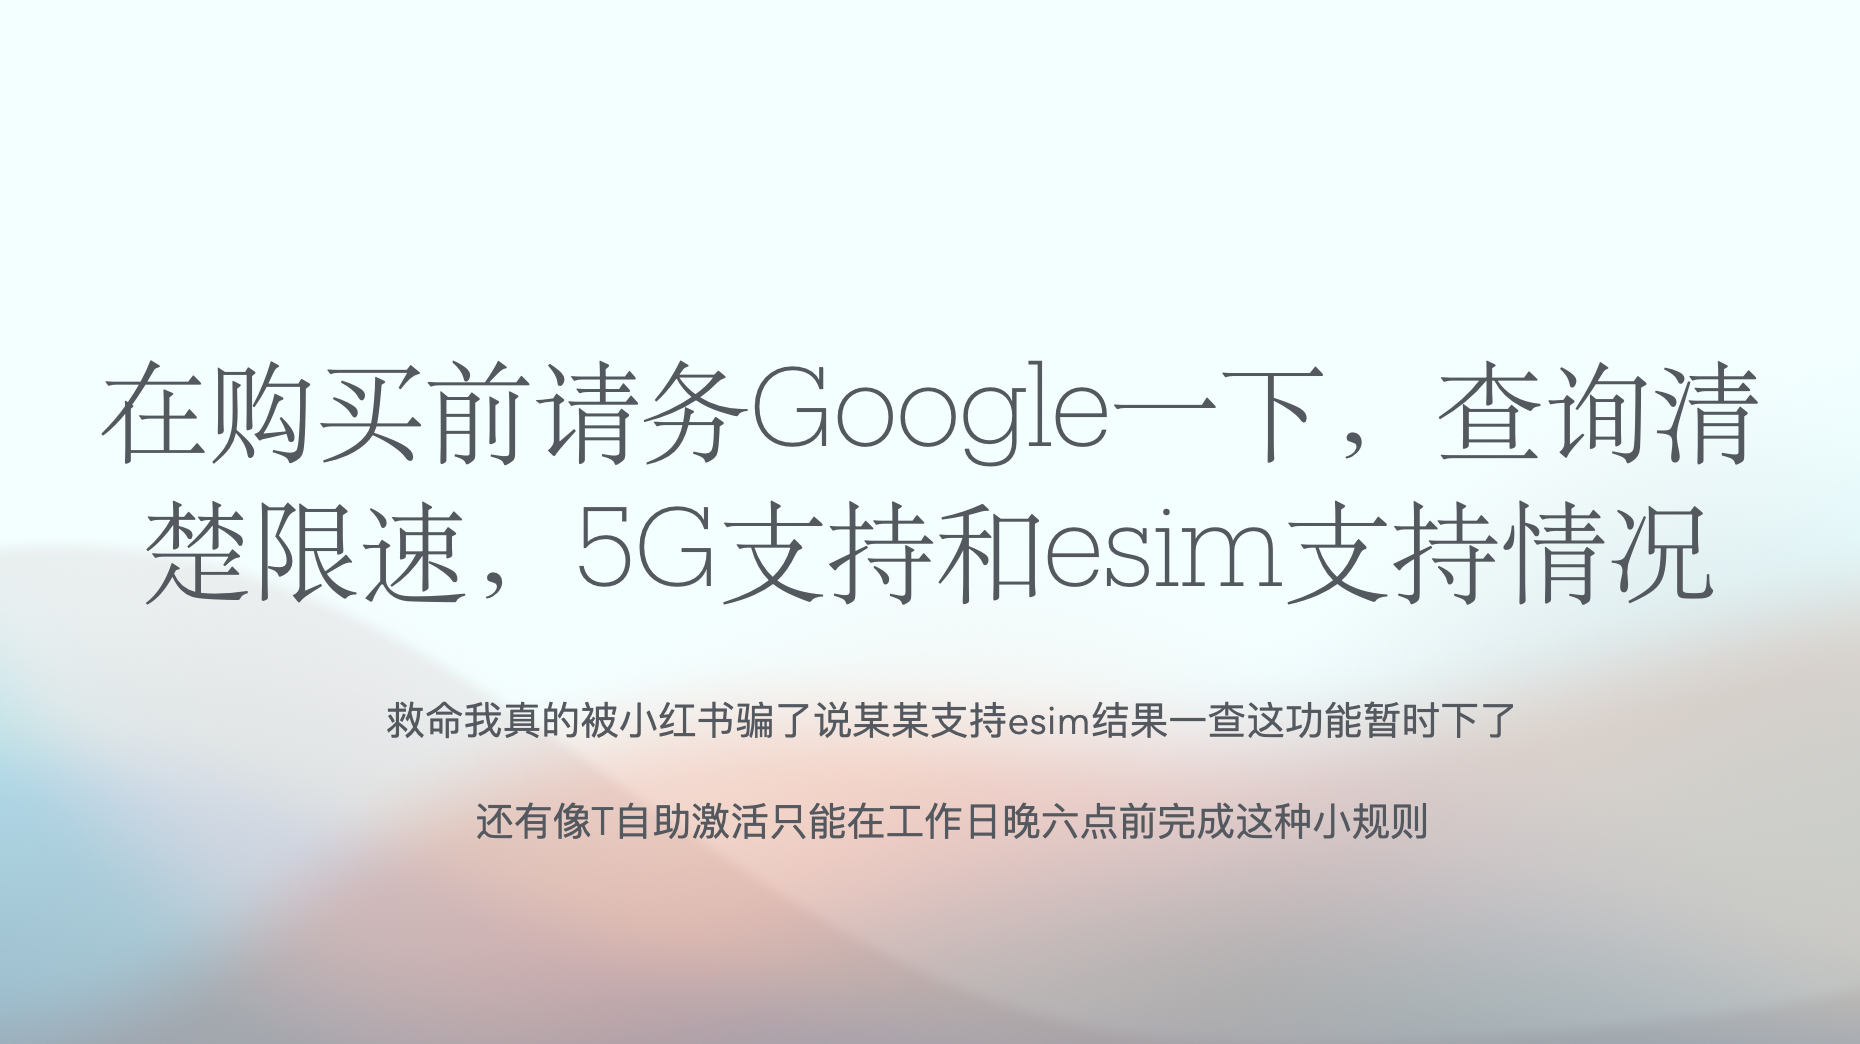 在购买前请务Google一下，查询清
楚限速，5G支持和esim支持情况
救命我真的被小红书骗了说某某支持esim结果一查这功能暂时下了
还有像T自助激活只能在工作日晚六点前完成这种小规则